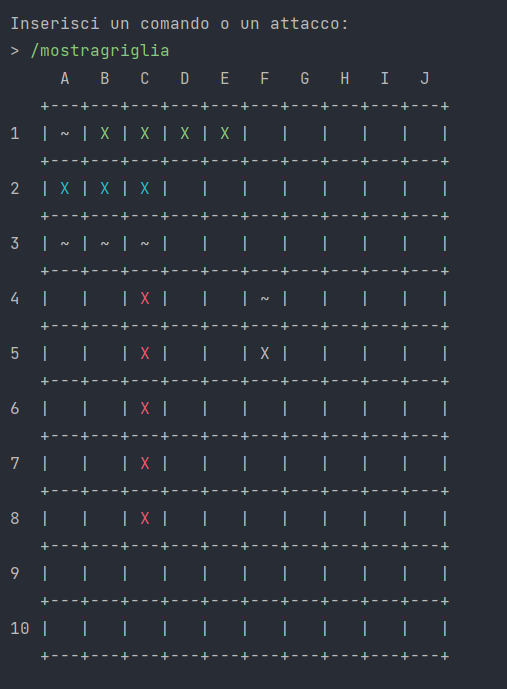 Inserisci un comando o un attacco:
> /mostragriglia
     A   B   C   D   E   F   G   H   I   J
   +---+---+---+---+---+---+---+---+---+---+
1  | ~ | X | X | X | X |   |   |   |   |   |
   +---+---+---+---+---+---+---+---+---+---+
2  | X | X | X |   |   |   |   |   |   |   |
   +---+---+---+---+---+---+---+---+---+---+
3  | ~ | ~ | ~ |   |   |   |   |   |   |   |
   +---+---+---+---+---+---+---+---+---+---+
4  |   |   | X |   |   | ~ |   |   |   |   |
   +---+---+---+---+---+---+---+---+---+---+
5  |   |   | X |   |   | X |   |   |   |   |
   +---+---+---+---+---+---+---+---+---+---+
6  |   |   | X |   |   |   |   |   |   |   |
   +---+---+---+---+---+---+---+---+---+---+
7  |   |   | X |   |   |   |   |   |   |   |
   +---+---+---+---+---+---+---+---+---+---+
8  |   |   | X |   |   |   |   |   |   |   |
   +---+---+---+---+---+---+---+---+---+---+
9  |   |   |   |   |   |   |   |   |   |   |
   +---+---+---+---+---+---+---+---+---+---+
10 |   |   |   |   |   |   |   |   |   |   |
   +---+---+---+---+---+---+---+---+---+---+